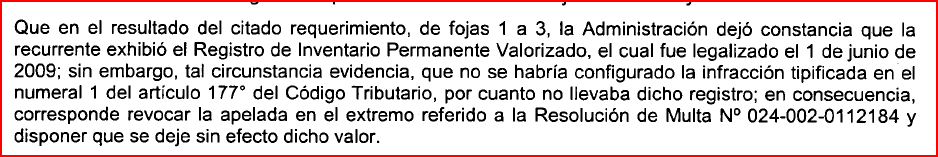 Que en el resultado del citado requerimiento, de fojas 1 a 3, la Administración dejó constancia que la
recurrente exhibió el Registro de Inventario Permanente Valorizado, el cual fue legalizado el 1 de junio de
2009; sin embargo, tal circunstancia evidencia, que no se habría configurado la infracción tipificada en el
numeral 1 del artículo 177° del Código Tributario, por cuanto no llevaba dicho registro; en consecuencia,
corresponde revocar la apelada en el extremo referido a la Resolución de Multa Nº 024-002-0112184 y
disponer que se deje sin efecto dicho valor.